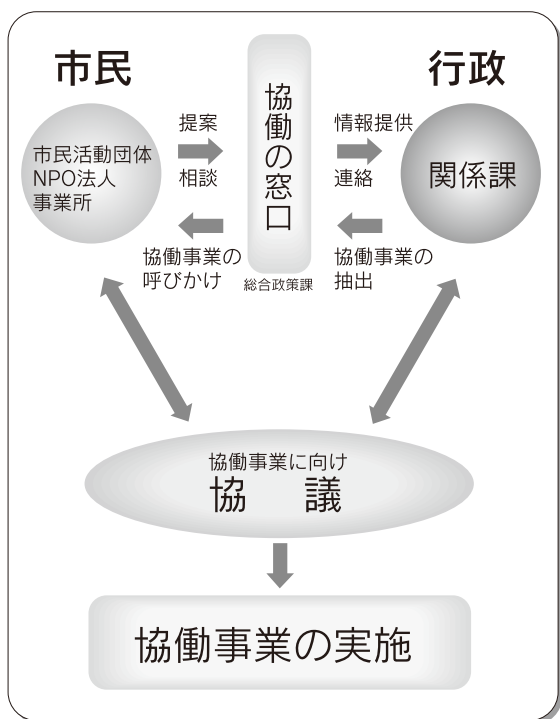 市民
行政
協働の窓口
提案
相談
情報提供
連絡
市民活動団体
NPO法人
事業所
関係課
協働事業の
呼びかけ
協働事業の
抽出
総合政策課
協働事業に向け
協　議
協働事業の実施